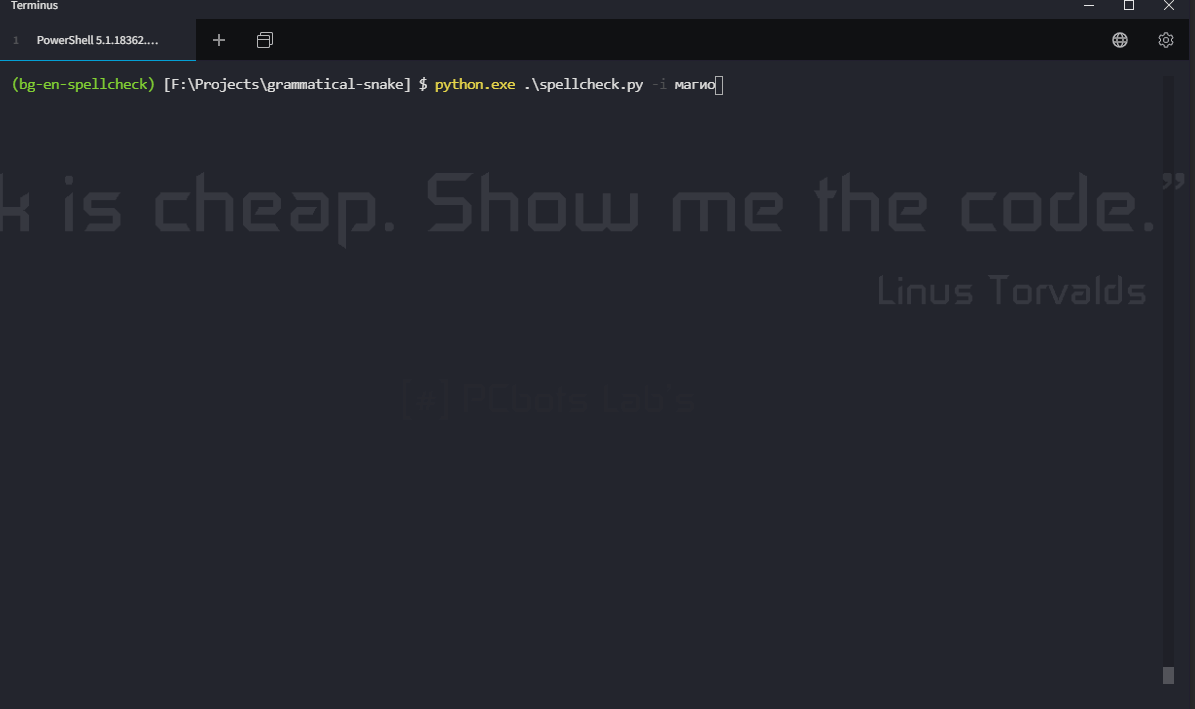 Terminus
1 PowerShell 5.1.18362....
(bg-en-spellcheck) [F:\Projects\grammatical-snake] $ python.exe .\spellcheck.py -i магио
k is cheap. Show me the code.”
Linus Torvalds
[#] PCbots Lab's